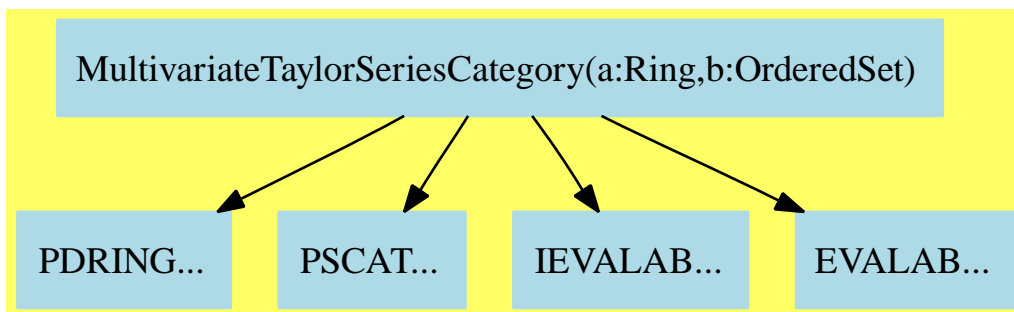 MultivariateTaylorSeriesCategory(a:Ring,b:OrderedSet)
PDRING...
PSCAT...
IEVALAB...
EVALAB...